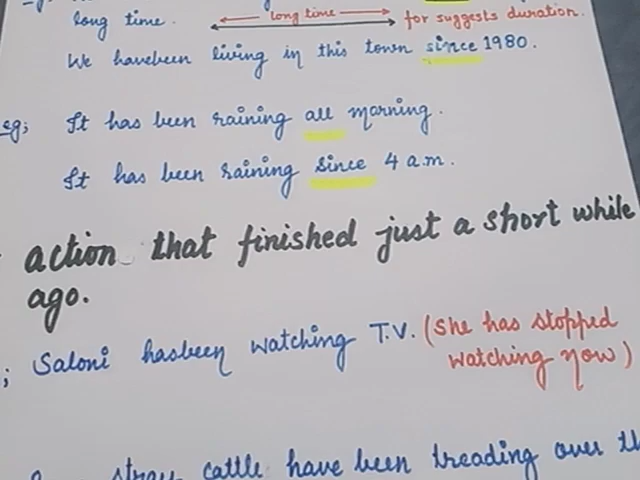 long time. long time for suggests duration.
We havebeen living in this town since 1980.
eg; It has been raining all morning.
It has been raining since 4 a.m.
action that finished just a short while
ago.
; Saloni hasbeen watching T.V. (She has stopped
watching now)
stray cattle have been treading over